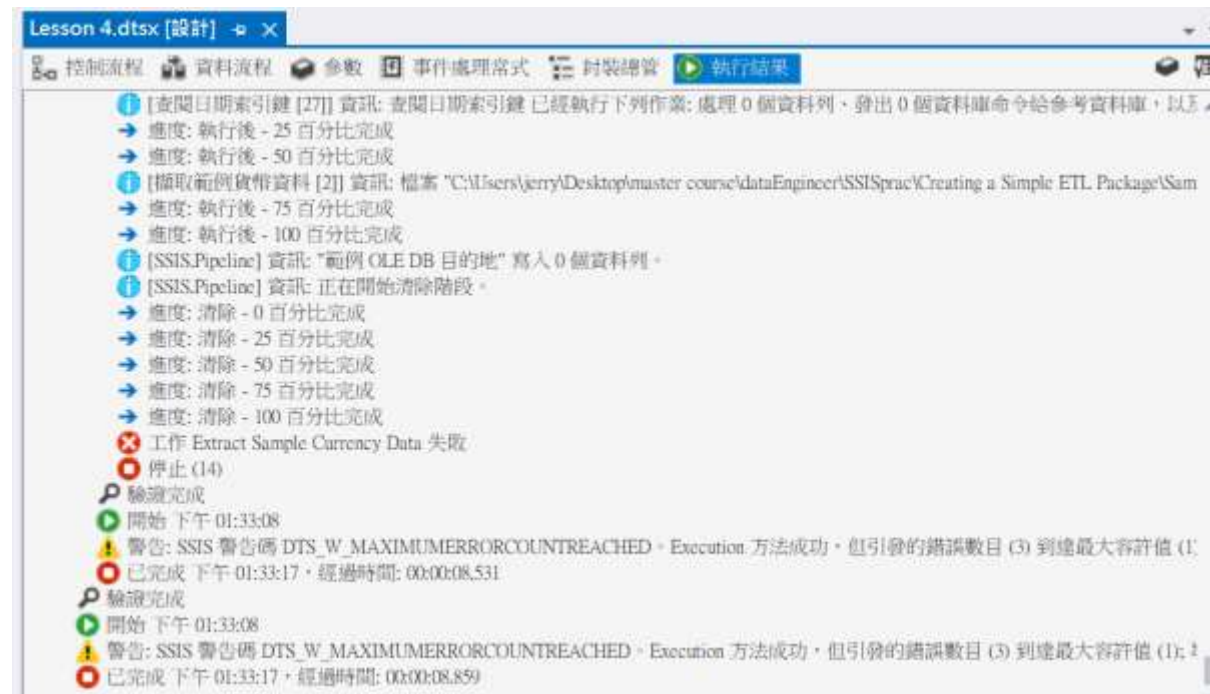 Lesson 4.dtsx [設計]
控制流程 資料流程 參數 事件處理常式 封裝總管 執行結果
[查閱日期索引鍵 [27]] 資訊: 查閱日期索引鍵 已經執行下列作業: 處理 0 個資料列、發出 0 個資料庫命令給參考資料庫，以及
進度: 執行後 - 25 百分比完成
進度: 執行後 - 50 百分比完成
[擷取範例貨幣資料 [2]] 資訊: 檔案 "C:\Users\jerry\Desktop\master course\dataEngineer\SSISprac\Creating a Simple ETL Package\Sam
進度: 執行後 - 75 百分比完成
進度: 執行後 - 100 百分比完成
[SSIS.Pipeline] 資訊: "範例 OLE DB 目的地" 寫入 0 個資料列。
[SSIS.Pipeline] 資訊: 正在開始清除階段。
進度: 清除 - 0 百分比完成
進度: 清除 - 25 百分比完成
進度: 清除 - 50 百分比完成
進度: 清除 - 75 百分比完成
進度: 清除 - 100 百分比完成
工作 Extract Sample Currency Data 失敗
停止 (14)
驗證完成
開始 下午 01:33:08
警告: SSIS 警告碼 DTS_W_MAXIMUMERRORCOUNTREACHED。Execution 方法成功，但引發的錯誤數目 (3) 到達最大容許值 (1)
已完成 下午 01:33:17，經過時間: 00:00:08.531
驗證完成
開始 下午 01:33:08
警告: SSIS 警告碼 DTS_W_MAXIMUMERRORCOUNTREACHED。Execution 方法成功，但引發的錯誤數目 (3) 到達最大容許值 (1);
已完成 下午 01:33:17，經過時間: 00:00:08.859